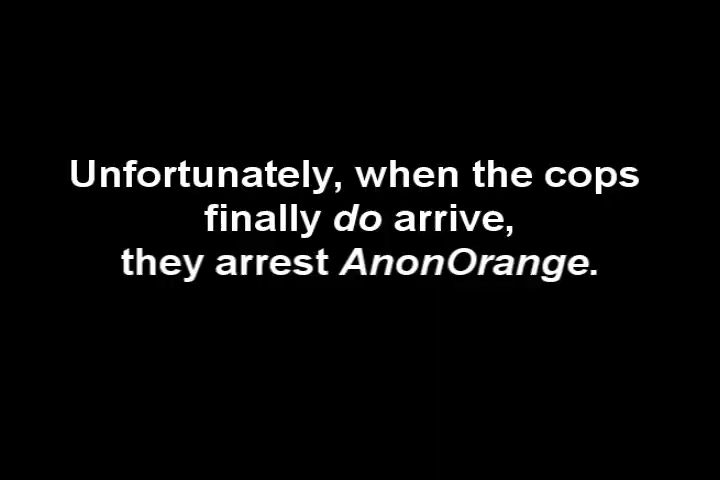 Unfortunately, when the cops
finally do arrive,
they arrest AnonOrange.